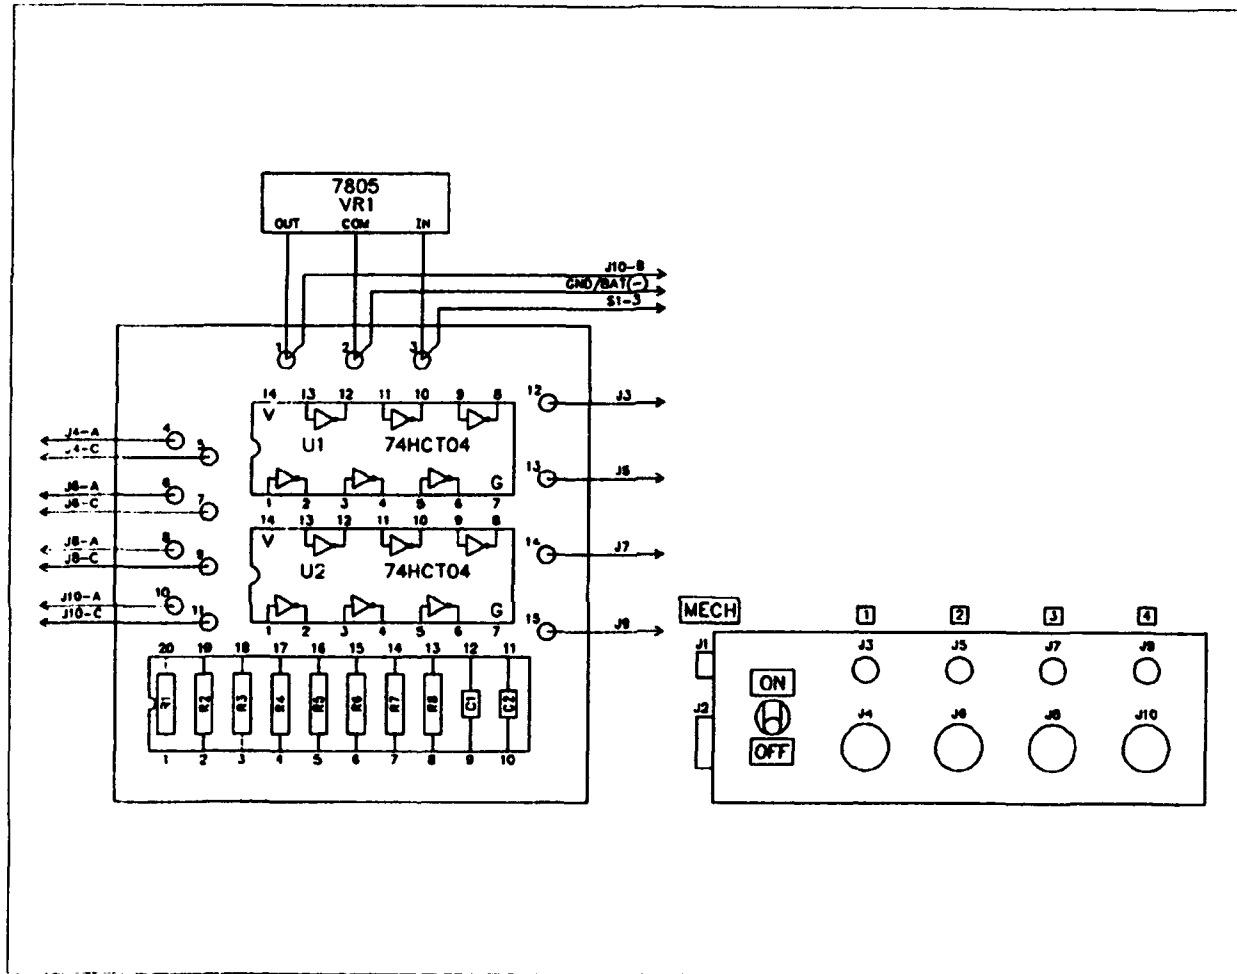 7805
VR1
OUT COM IN
J10-B
GND/BAT(-)
S1-3
1 2 3
14 13 12 11 10 9 8
V
U1 74HCT04
G
1 2 3 4 5 6 7
12 J3
13 J5
14 J7
15 J9
J4-A 4
J4-C 5
J6-A 6
J6-C 7
J8-A 8
J8-C 9
J10-A 10
J10-C 11
14 13 12 11 10 9 8
V
U2 74HCT04
G
1 2 3 4 5 6 7
20 19 18 17 16 15 14 13 12 11
R1 R2 R3 R4 R5 R6 R7 R8 C1 C2
1 2 3 4 5 6 7 8 9 10
MECH 1 2 3 4
J1 J3 J5 J7 J9
ON
J2 J4 J6 J8 J10
OFF